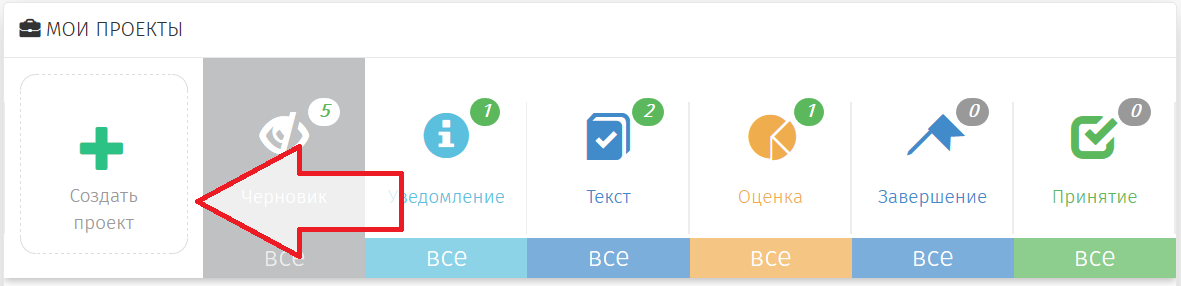 МОИ ПРОЕКТЫ
Создать
проект
5
Черновик
все
1
Уведомление
все
2
Текст
все
1
Оценка
все
0
Завершение
все
0
Принятие
все